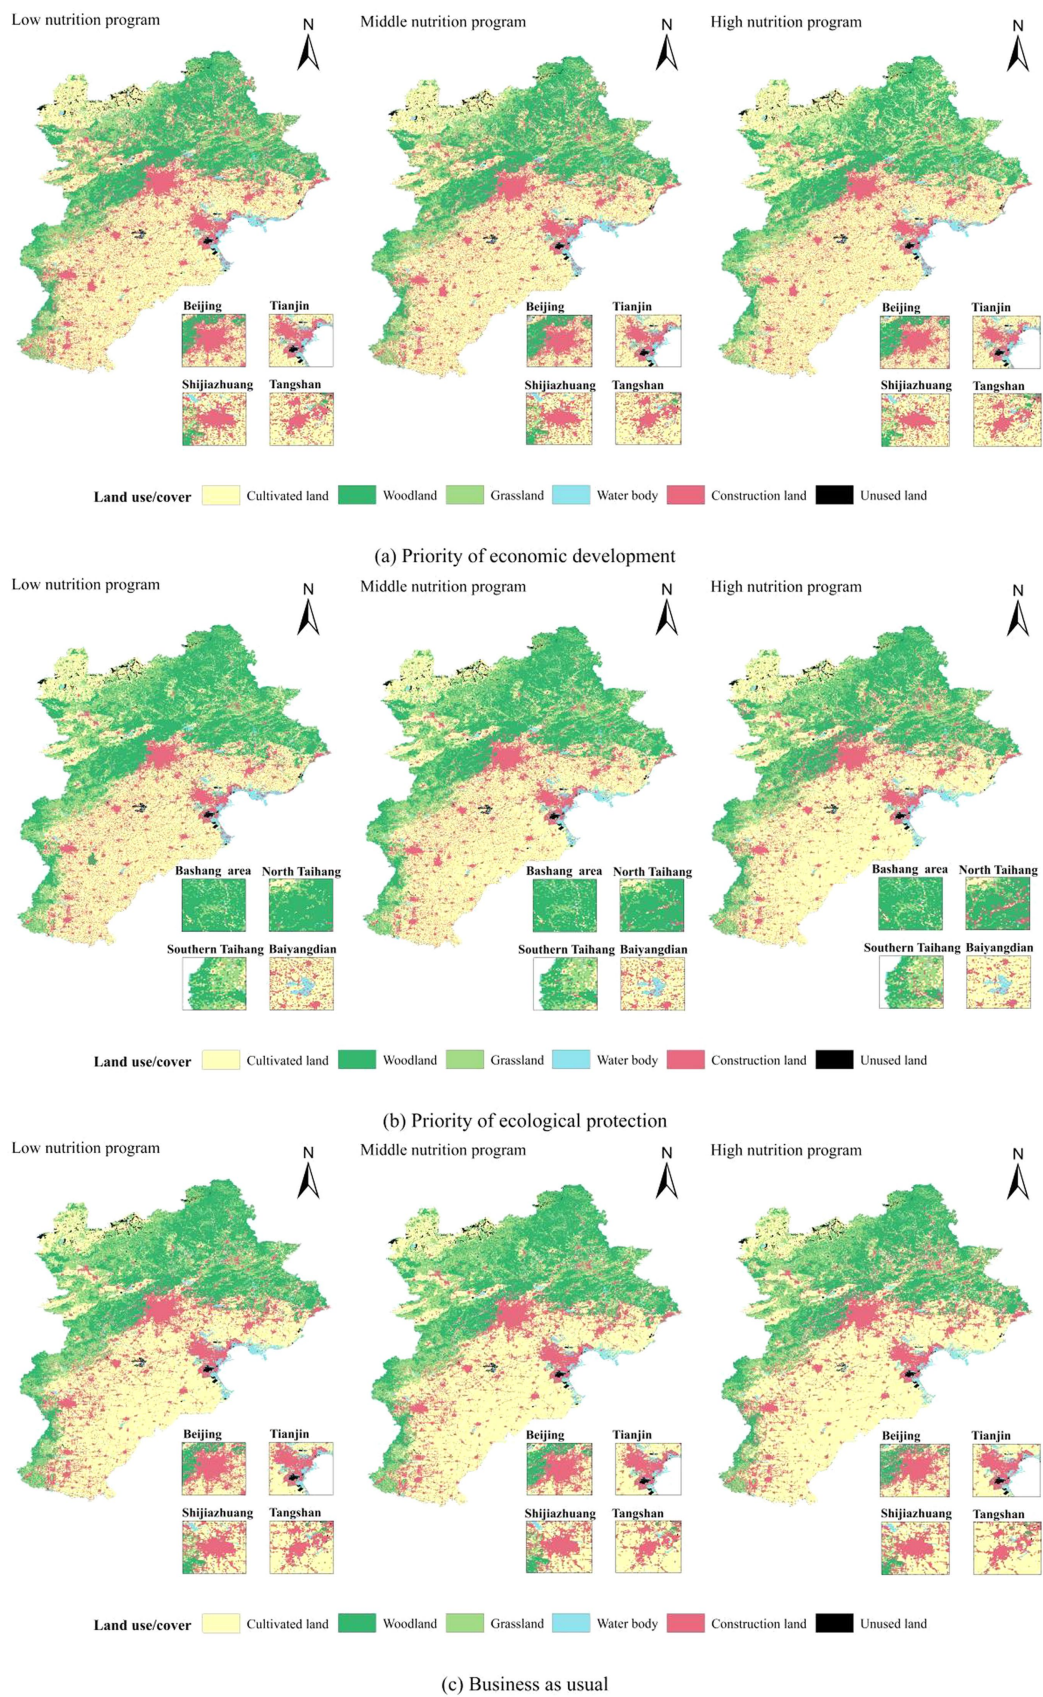 Low nutrition program Middle nutrition program High nutrition program
N N N
Beijing Tianjin Beijing Tianjin Beijing Tianjin
Shijiazhuang Tangshan Shijiazhuang Tangshan Shijiazhuang Tangshan
Land use/cover Cultivated land Woodland Grassland Water body Construction land Unused land
(a) Priority of economic development
Low nutrition program Middle nutrition program High nutrition program
N N N
Bashang area North Taihang Bashang area North Taihang Bashang area North Taihang
Southern Taihang Baiyangdian Southern Taihang Baiyangdian Southern Taihang Baiyangdian
Land use/cover Cultivated land Woodland Grassland Water body Construction land Unused land
(b) Priority of ecological protection
Low nutrition program Middle nutrition program High nutrition program
N N N
Beijing Tianjin Beijing Tianjin Beijing Tianjin
Shijiazhuang Tangshan Shijiazhuang Tangshan Shijiazhuang Tangshan
Land use/cover Cultivated land Woodland Grassland Water body Construction land Unused land
(c) Business as usual